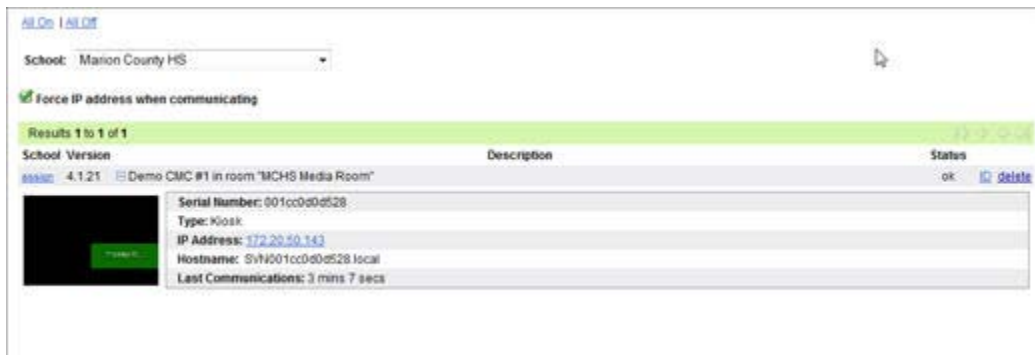 All On | All Off
School: Marion County HS
Force IP address when communicating
Results 1 to 1 of 1
School Version Description Status
assign 4.1.21 Demo CMC #1 in room "MCHS Media Room" ok ID delete
Serial Number: 001cc0d0d528
Type: Kiosk
IP Address: 172.20.50.143
Hostname: SVN001cc0d0d528.local
Last Communications: 3 mins 7 secs